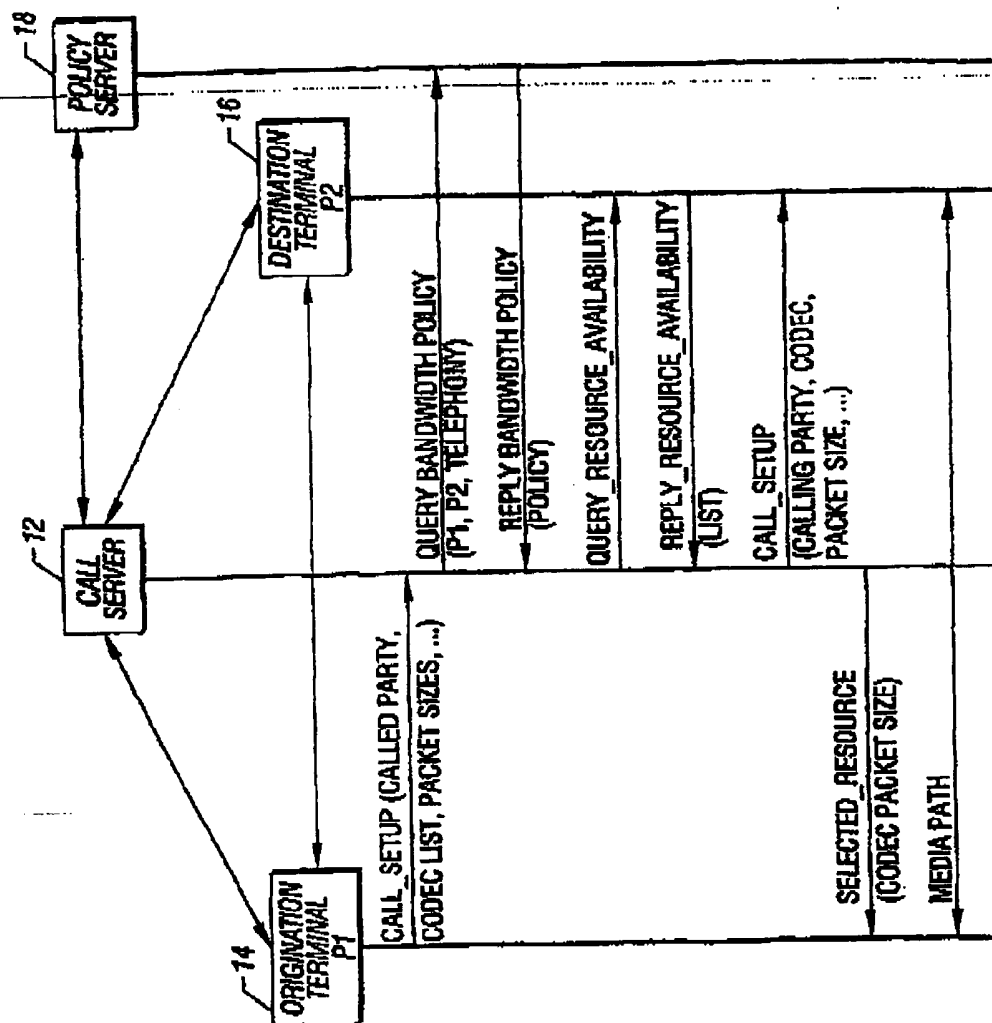 18
POLICY
SERVER
12
CALL
SERVER
16
DESTINATION
TERMINAL
P2
14
ORIGINATION
TERMINAL
P1
CALL_SETUP (CALLED PARTY,
CODEC LIST, PACKET SIZES, ...)
QUERY BANDWIDTH POLICY
(P1, P2, TELEPHONY)
REPLY BANDWIDTH POLICY
(POLICY)
QUERY_RESOURCE_AVAILABILITY
REPLY_RESOURCE_AVAILABILITY
(LIST)
CALL_SETUP
(CALLING PARTY, CODEC,
PACKET SIZE, ...)
SELECTED_RESOURCE
(CODEC PACKET SIZE)
MEDIA PATH